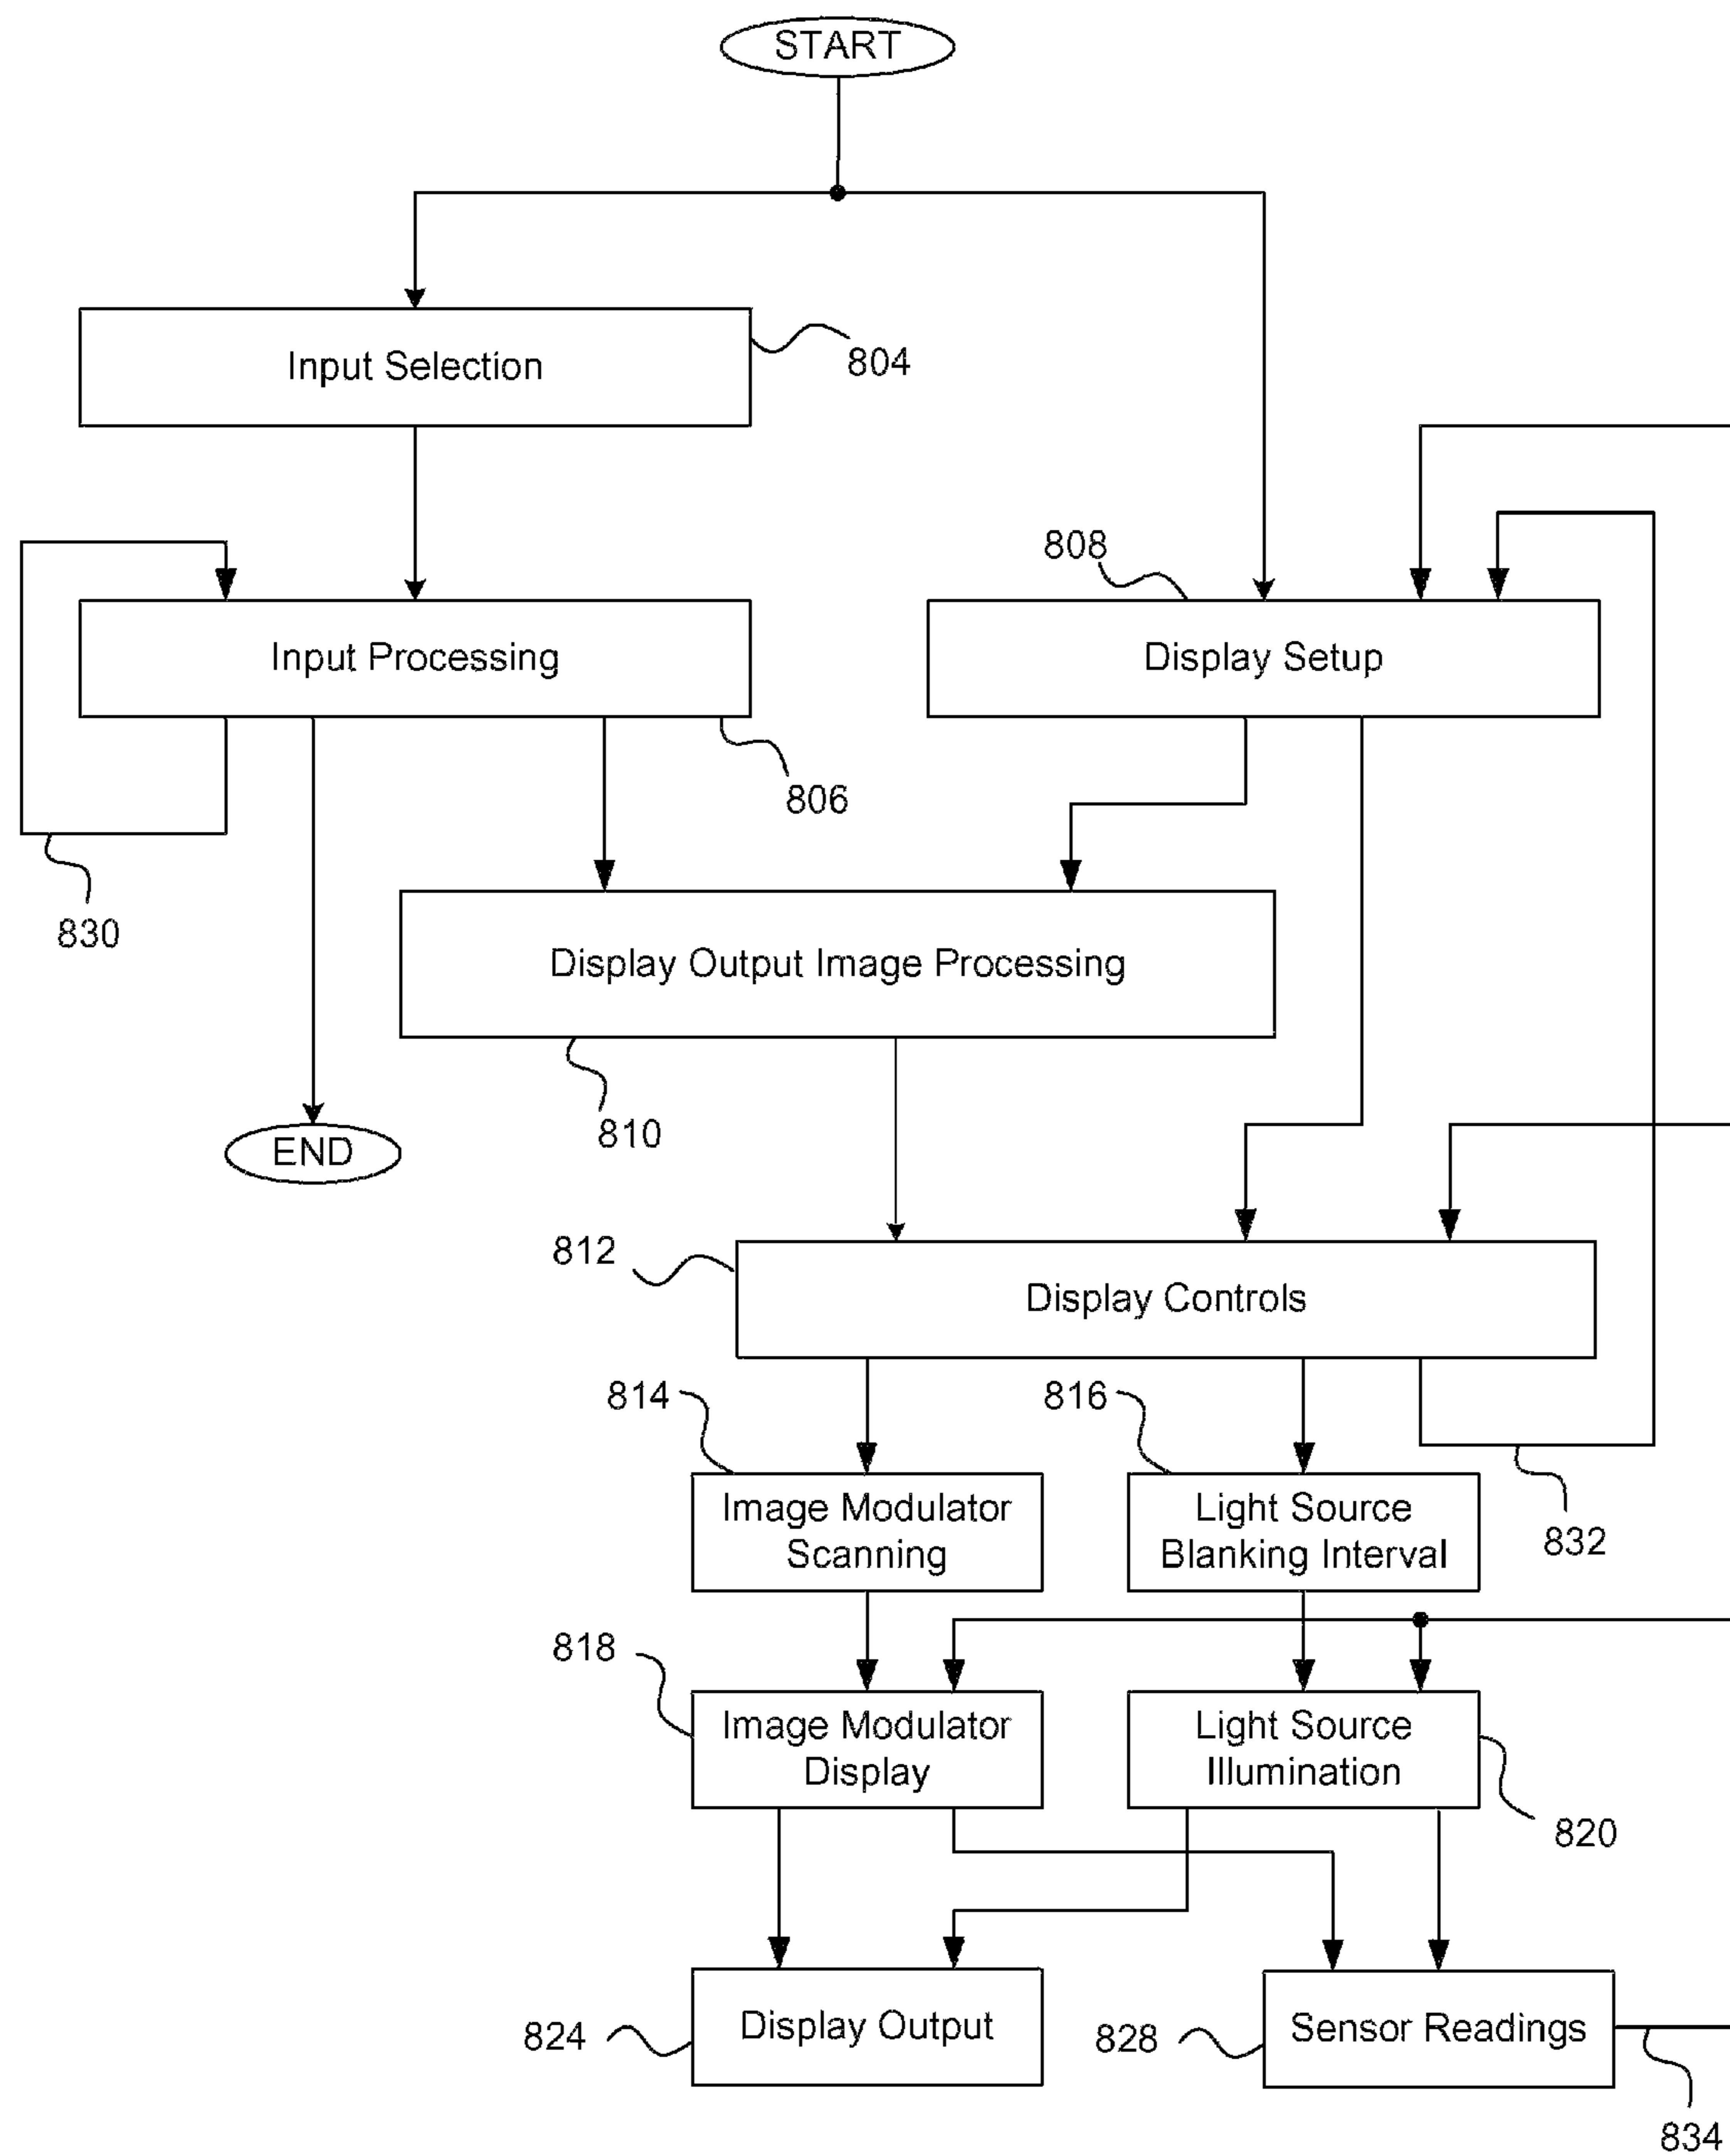 START
Input Selection
804
808
Input Processing
Display Setup
806
830
Display Output Image Processing
810
END
812
Display Controls
814
816
Image Modulator
Scanning
Light Source
Blanking Interval
832
818
Image Modulator
Display
Light Source
Illumination
820
824
Display Output
828
Sensor Readings
834